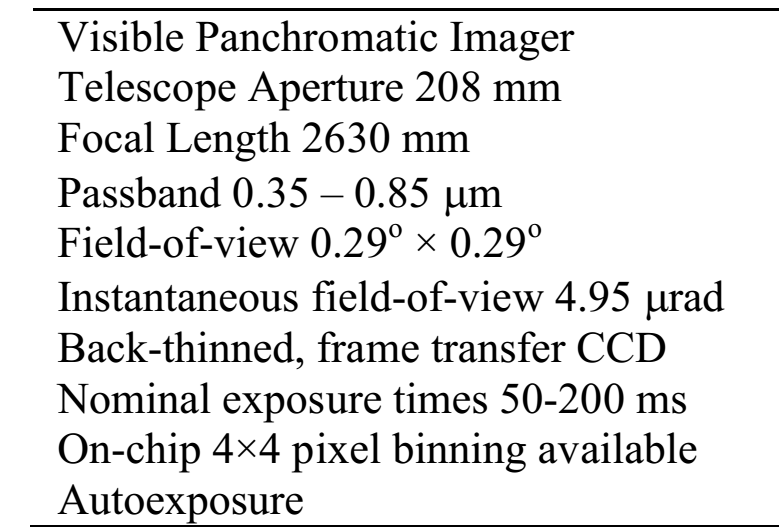 Visible Panchromatic Imager
Telescope Aperture 208 mm
Focal Length 2630 mm
Passband 0.35 – 0.85 μm
Field-of-view 0.29° × 0.29°
Instantaneous field-of-view 4.95 μrad
Back-thinned, frame transfer CCD
Nominal exposure times 50-200 ms
On-chip 4×4 pixel binning available
Autoexposure